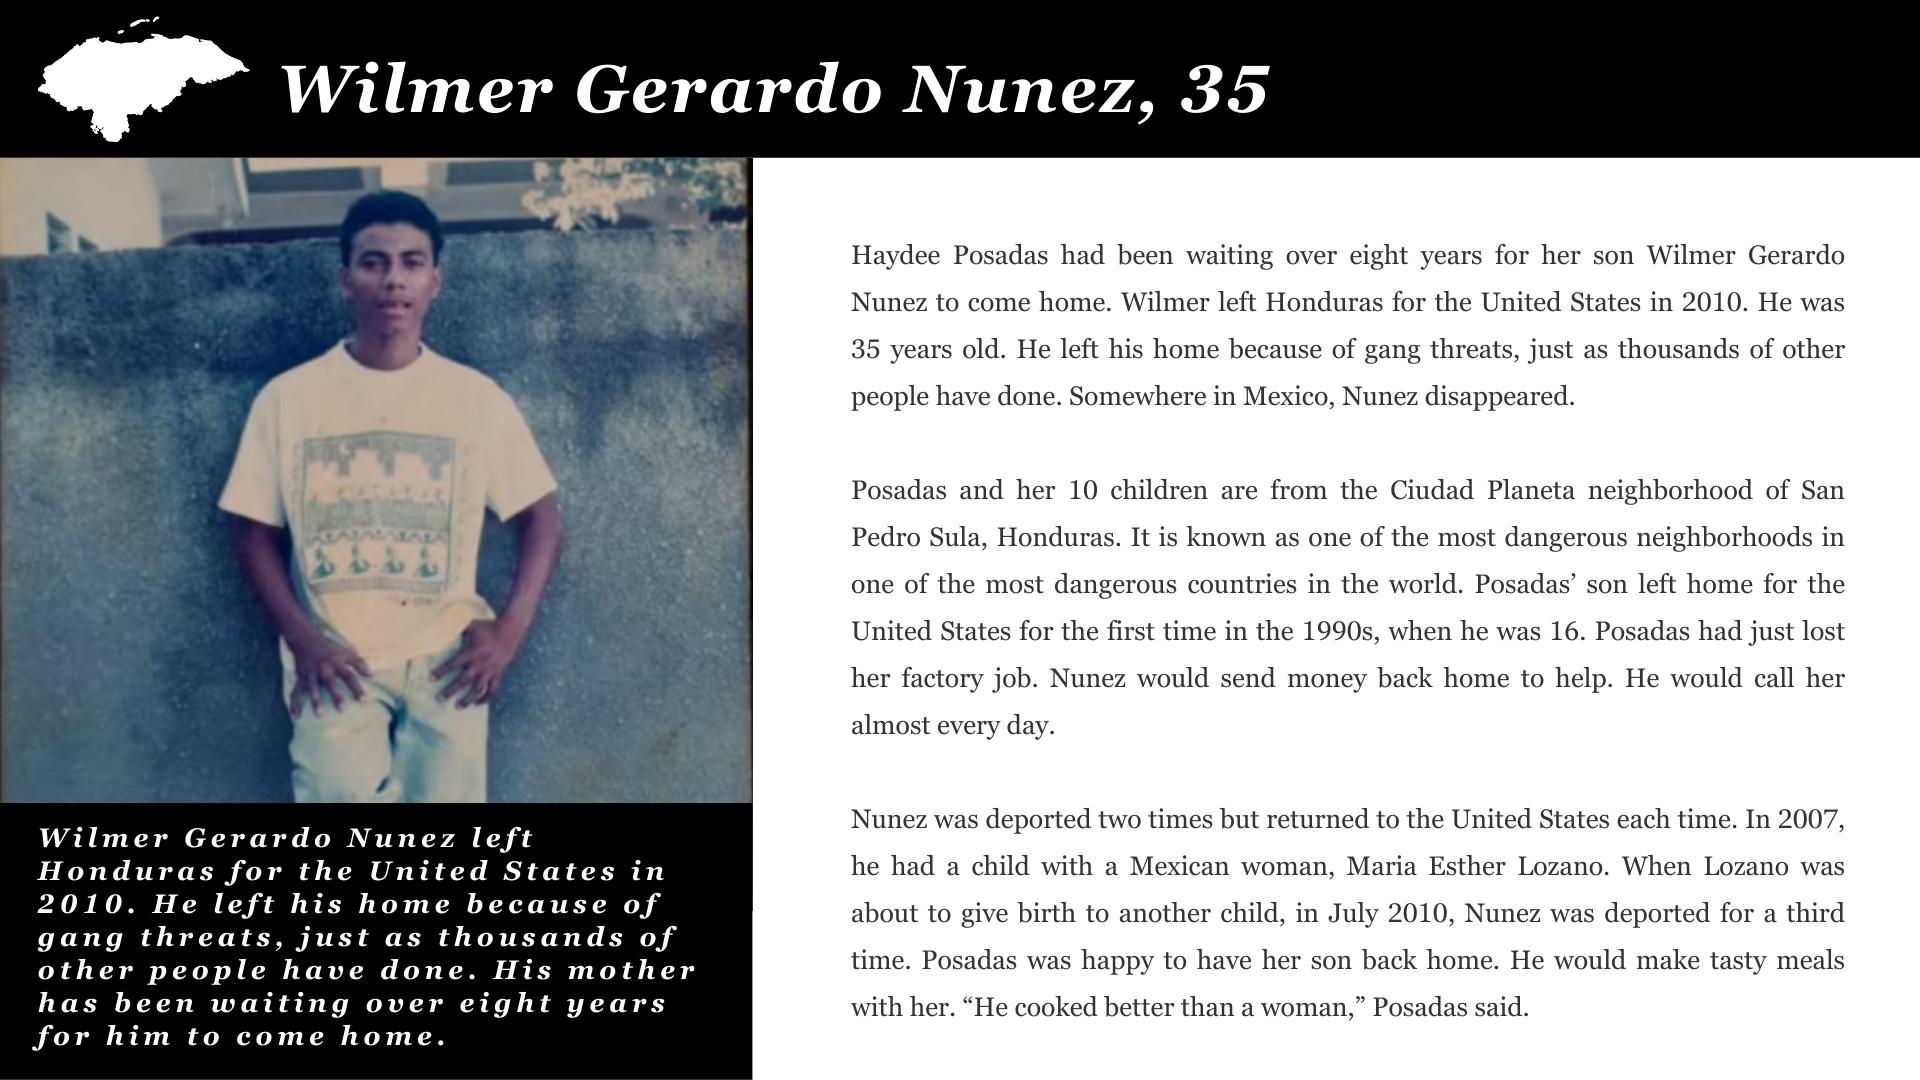 Wilmer Gerardo Nunez, 35
Haydee Posadas had been waiting over eight years for her son Wilmer Gerardo
Nunez to come home. Wilmer left Honduras for the United States in 2010. He was
35 years old. He left his home because of gang threats, just as thousands of other
people have done. Somewhere in Mexico, Nunez disappeared.
Posadas and her 10 children are from the Ciudad Planeta neighborhood of San
Pedro Sula, Honduras. It is known as one of the most dangerous neighborhoods in
one of the most dangerous countries in the world. Posadas’ son left home for the
United States for the first time in the 1990s, when he was 16. Posadas had just lost
her factory job. Nunez would send money back home to help. He would call her
almost every day.
Nunez was deported two times but returned to the United States each time. In 2007,
he had a child with a Mexican woman, Maria Esther Lozano. When Lozano was
about to give birth to another child, in July 2010, Nunez was deported for a third
time. Posadas was happy to have her son back home. He would make tasty meals
with her. “He cooked better than a woman,” Posadas said.
Wilmer Gerardo Nunez left
Honduras for the United States in
2010. He left his home because of
gang threats, just as thousands of
other people have done. His mother
has been waiting over eight years
for him to come home.